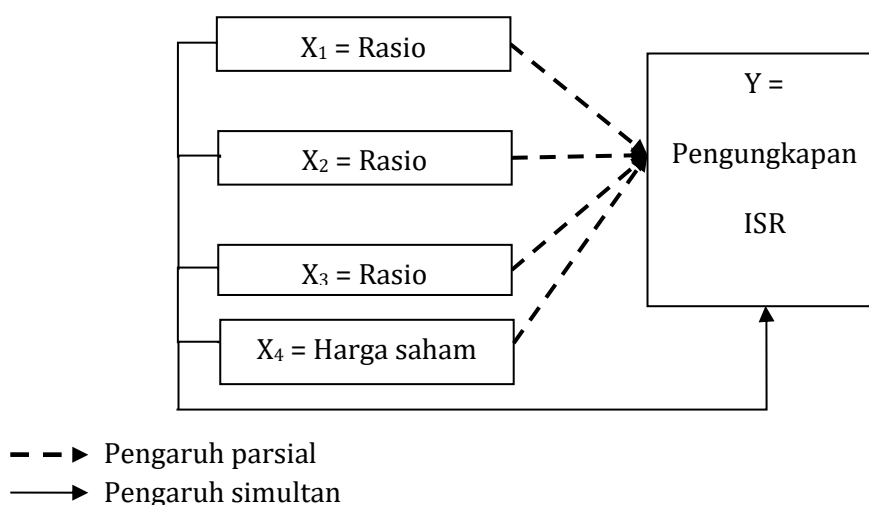 X₁ = Rasio
X₂ = Rasio
X₃ = Rasio
X₄ = Harga saham
Y =
Pengungkapan
ISR
Pengaruh parsial
Pengaruh simultan